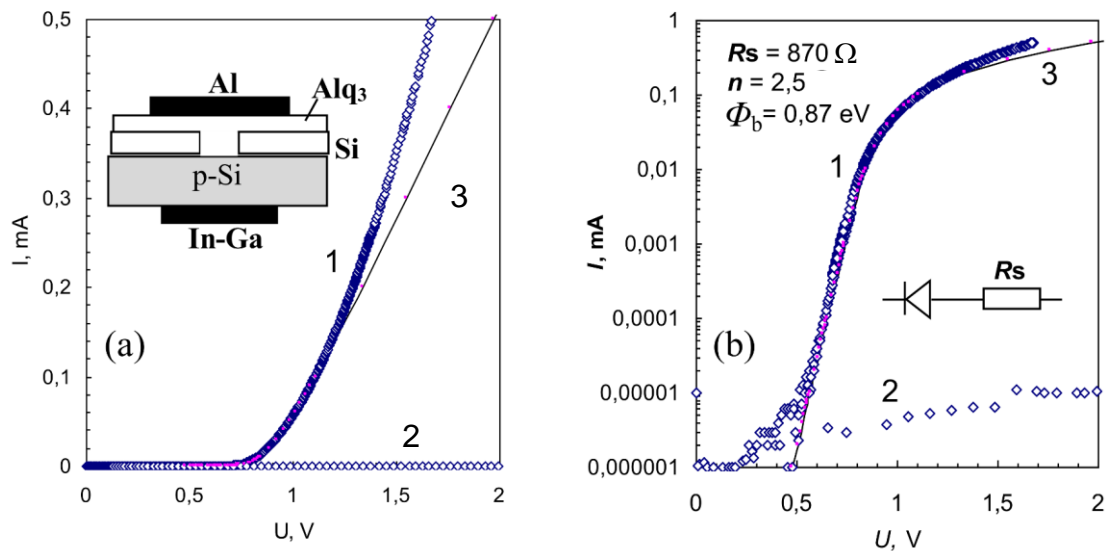 0,5
0,4
0,3
0,2
0,1
0
I, mA
0
0,5
1
1,5
2
U, V
Al
Alq₃
Si
p-Si
In-Ga
1
2
3
(a)
1
0,1
0,01
0,001
0,0001
0,00001
0,000001
I, mA
0
0,5
1
1,5
2
U, V
Rs = 870 Ω
n = 2,5
Φb = 0,87 eV
1
2
3
Rs
(b)